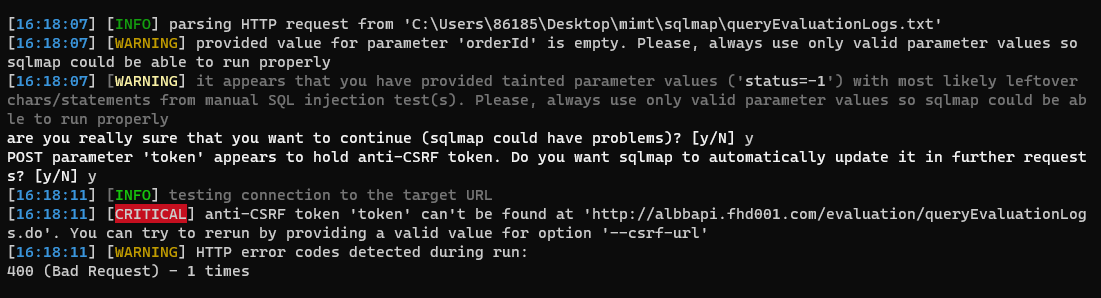 [16:18:07] [INFO] parsing HTTP request from 'C:\Users\86185\Desktop\mimt\sqlmap\queryEvaluationLogs.txt'
[16:18:07] [WARNING] provided value for parameter 'orderId' is empty. Please, always use only valid parameter values so
sqlmap could be able to run properly
[16:18:07] [WARNING] it appears that you have provided tainted parameter values ('status=-1') with most likely leftover
chars/statements from manual SQL injection test(s). Please, always use only valid parameter values so sqlmap could be ab
le to run properly
are you really sure that you want to continue (sqlmap could have problems)? [y/N] y
POST parameter 'token' appears to hold anti-CSRF token. Do you want sqlmap to automatically update it in further request
s? [y/N] y
[16:18:11] [INFO] testing connection to the target URL
[16:18:11] [CRITICAL] anti-CSRF token 'token' can't be found at 'http://albbapi.fhd001.com/evaluation/queryEvaluationLog
s.do'. You can try to rerun by providing a valid value for option '--csrf-url'
[16:18:11] [WARNING] HTTP error codes detected during run:
400 (Bad Request) - 1 times